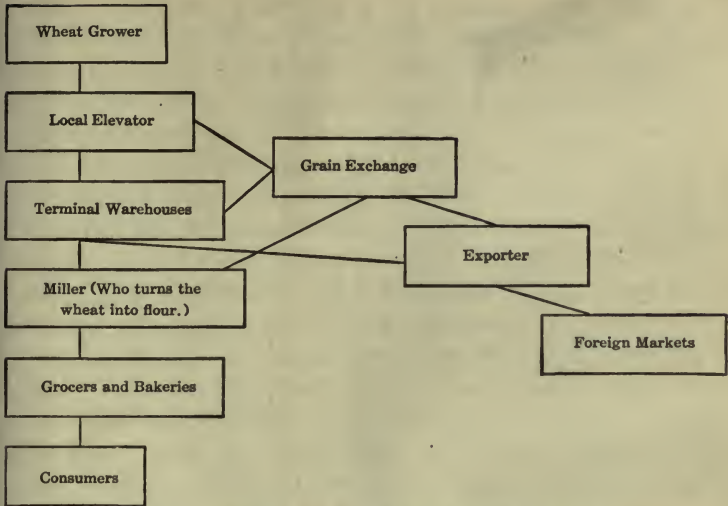 Wheat Grower
Local Elevator
Grain Exchange
Terminal Warehouses
Exporter
Miller (Who turns the
wheat into flour.)
Foreign Markets
Grocers and Bakeries
Consumers